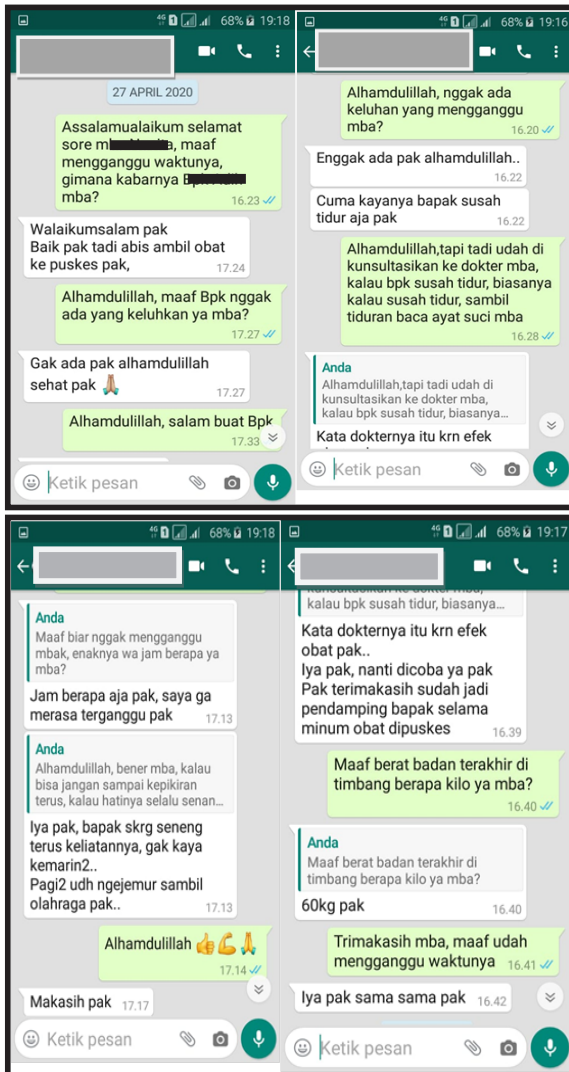 4G 1 68% 19:18
27 APRIL 2020
Assalamualaikum selamat
sore m a, maaf
mengganggu waktunya,
gimana kabarnya
mba?
16.23
Walaikumsalam pak
Baik pak tadi abis ambil obat
ke puskes pak,
17.24
Alhamdulillah, maaf Bpk nggak
ada yang keluhkan ya mba?
17.27
Gak ada pak alhamdulillah
sehat pak 🙏
17.27
Alhamdulillah, salam buat Bpk
17.33
Ketik pesan
4G 1 68% 19:16
Alhamdulillah, nggak ada
keluhan yang mengganggu
mba?
16.20
Enggak ada pak alhamdulillah..
16.22
Cuma kayanya bapak susah
tidur aja pak
16.22
Alhamdulillah,tapi tadi udah di
kunsultasikan ke dokter mba,
kalau bpk susah tidur, biasanya
kalau susah tidur, sambil
tiduran baca ayat suci mba
16.28
Anda
Alhamdulillah,tapi tadi udah di
kunsultasikan ke dokter mba,
kalau bpk susah tidur, biasanya...
Kata dokternya itu krn efek
Ketik pesan
4G 1 68% 19:18
Anda
Maaf biar nggak mengganggu
mbak, enaknya wa jam berapa ya
mba?
Jam berapa aja pak, saya ga
merasa terganggu pak
17.13
Anda
Alhamdulillah, bener mba, kalau
bisa jangan sampai kepikiran
terus, kalau hatinya selalu senan...
Iya pak, bapak skrg seneng
terus keliatannya, gak kaya
kemarin2..
Pagi2 udh ngejemur sambil
olahraga pak..
17.13
Alhamdulillah 👍💪🙏
17.14
Makasih pak
17.17
Ketik pesan
4G 1 68% 19:17
kunsultasikan ke dokter mba,
kalau bpk susah tidur, biasanya...
Kata dokternya itu krn efek
obat pak..
Iya pak, nanti dicoba ya pak
Pak terimakasih sudah jadi
pendamping bapak selama
minum obat dipuskes
16.39
Maaf berat badan terakhir di
timbang berapa kilo ya mba?
16.40
Anda
Maaf berat badan terakhir di
timbang berapa kilo ya mba?
60kg pak
16.40
Trimakasih mba, maaf udah
mengganggu waktunya
16.41
Iya pak sama sama pak
16.42
Ketik pesan